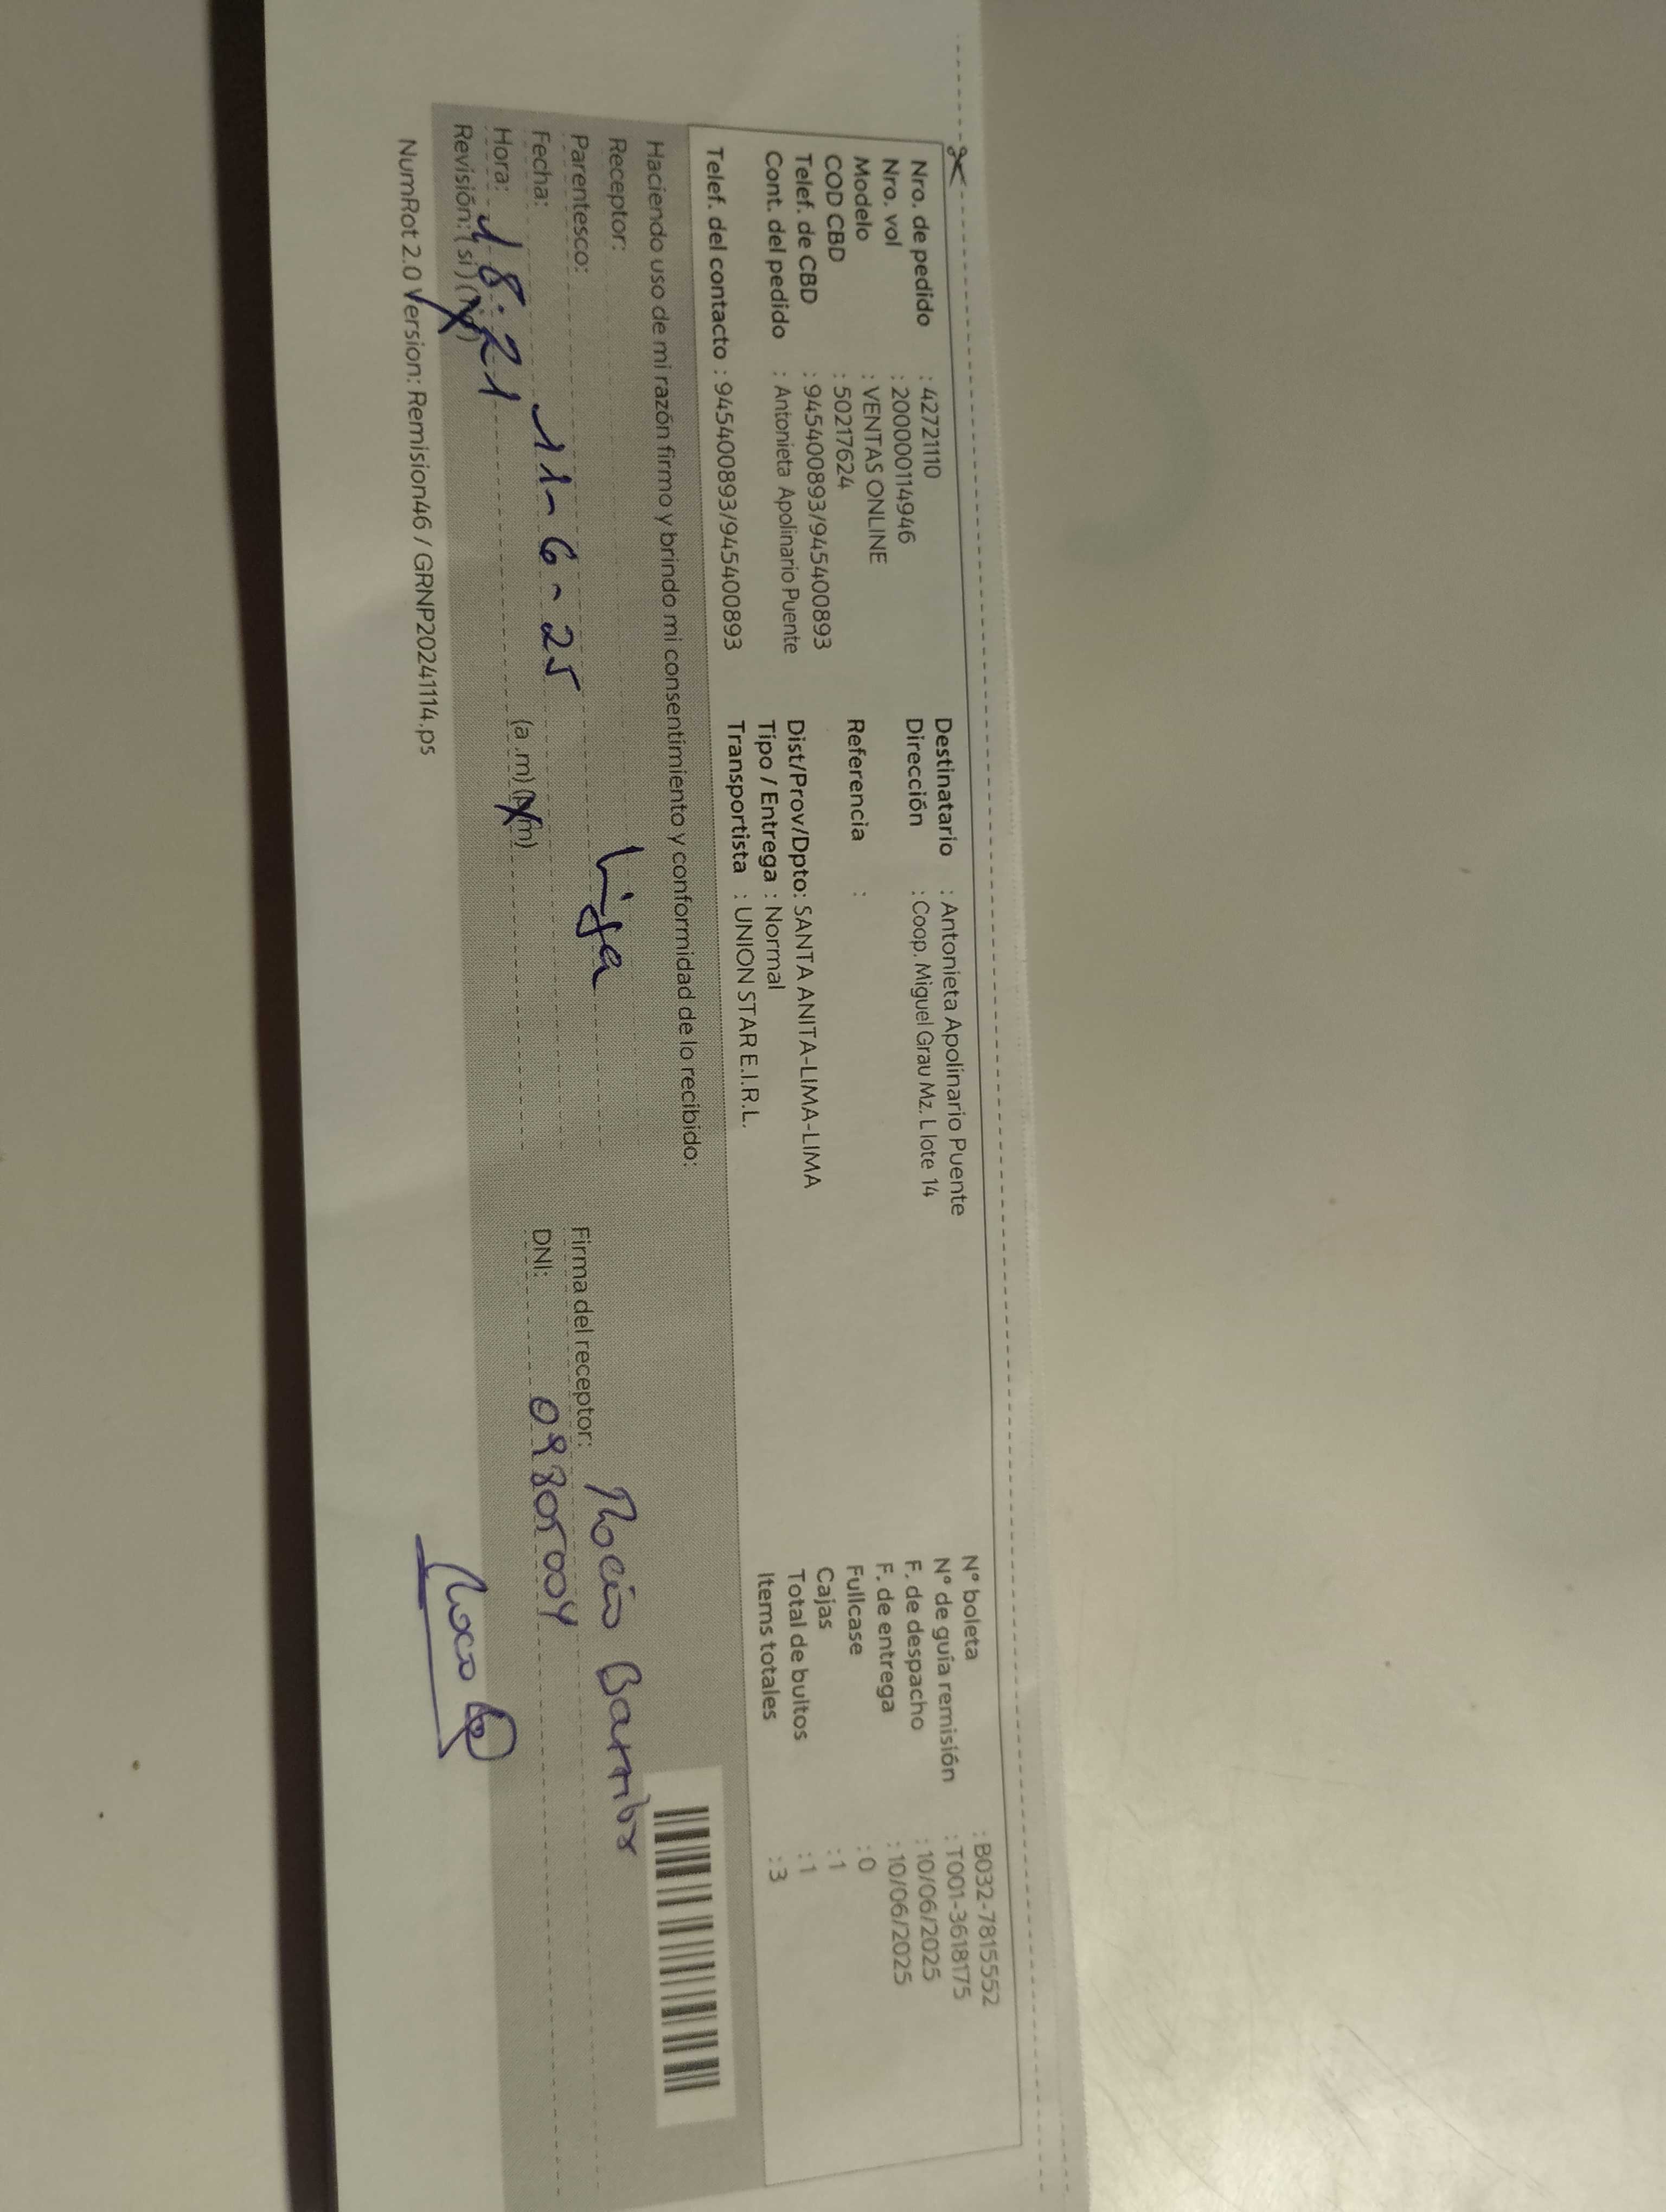 Nro. de pedido : 42721110
Nro. vol : 200000114946
Modelo : VENTAS ONLINE
COD CBD : 50217624
Telef. de CBD : 945400893/945400893
Cont. del pedido : Antonieta Apolinario Puente
Telef. del contacto : 945400893/945400893
Destinatario : Antonieta Apolinario Puente
Dirección : Coop. Miguel Grau Mz. L lote 14
Referencia :
Dist/Prov/Dpto: SANTA ANITA-LIMA-LIMA
Tipo / Entrega : Normal
Transportista : UNION STAR E.I.R.L.
N° boleta : B032-7815552
N° de guía remisión : T001-3618175
F. de despacho : 10/06/2025
F. de entrega : 10/06/2025
Fullcase : 0
Cajas : 1
Total de bultos : 1
Items totales : 3
Haciendo uso de mi razón firmo y brindo mi consentimiento y conformidad de lo recibido:
Receptor:
Parentesco:
Fecha: 11-6-25
Hora: 18:21 (a.m) (p.m)
Revisión: (si) (no)
Firma del receptor: Rocío
DNI:
NumRot 2.0 Version: Remision46 / GRNP20241114.ps